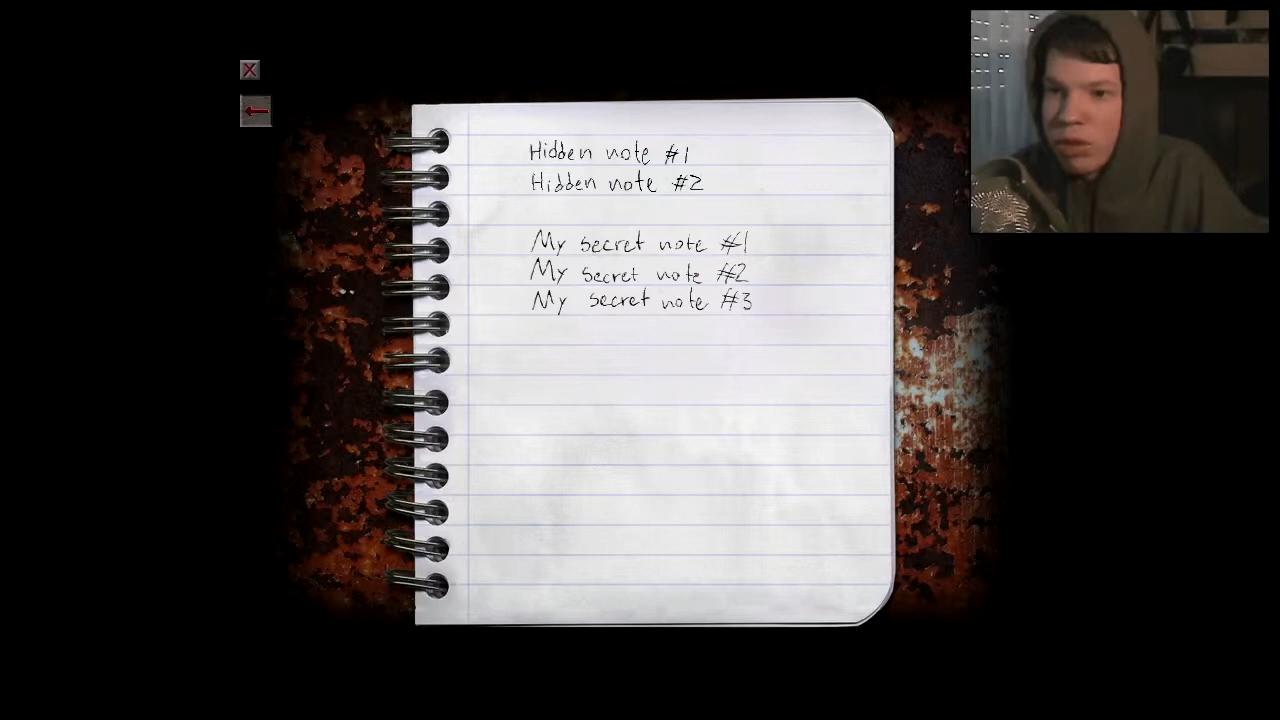 Hidden note #1
Hidden note #2
My secret note #1
My secret note #2
My secret note #3